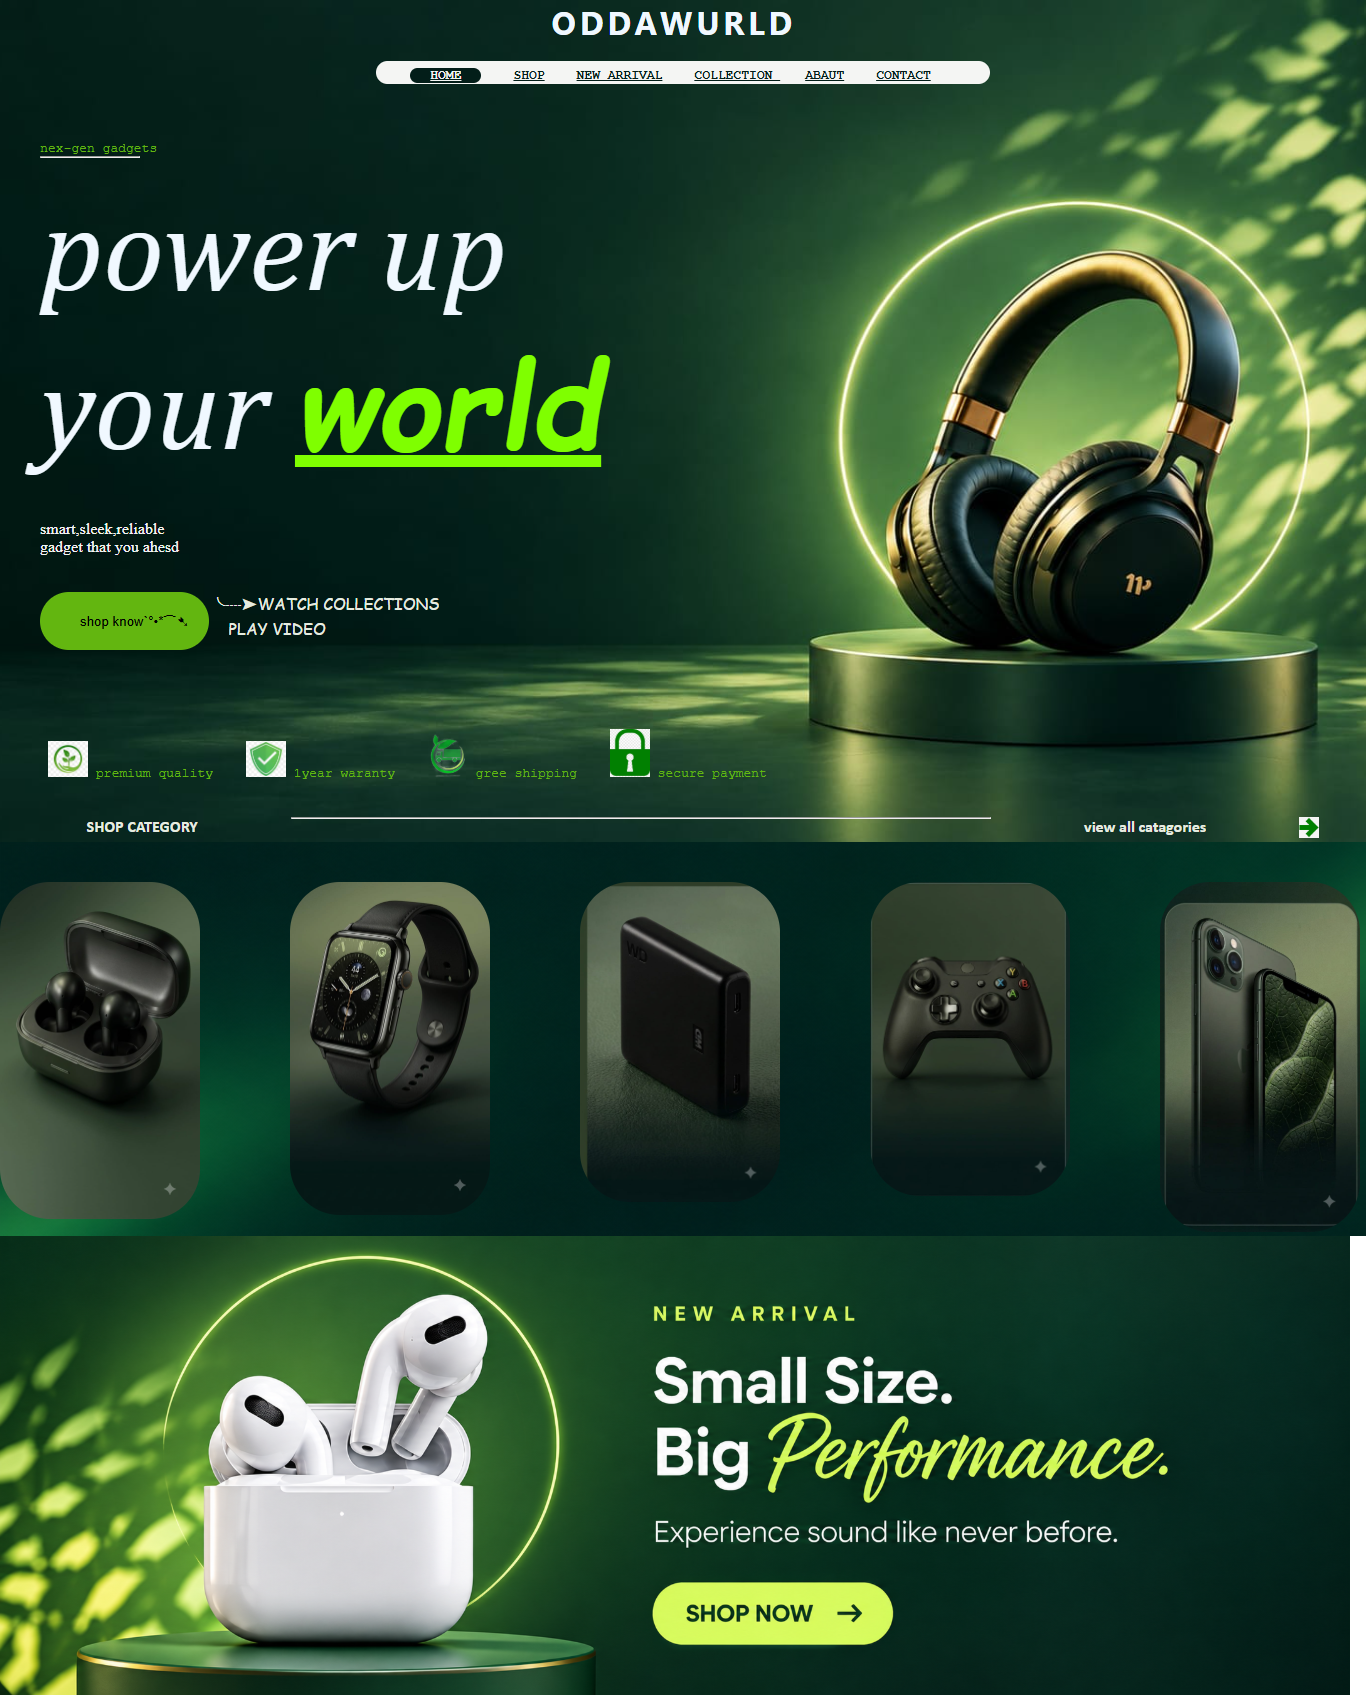 ODDAWURLD
HOME SHOP NEW ARRIVAL COLLECTION ABAUT CONTACT
nex-gen gadgets
power up
your world
smart,sleek,reliable
gadget that you ahesd
shop know`°•*⁀➷
╰┈➤WATCH COLLECTIONS
PLAY VIDEO
premium quality 1year waranty gree shipping secure payment
SHOP CATEGORY view all catagories
NEW ARRIVAL
Small Size.
Big Performance.
Experience sound like never before.
SHOP NOW →